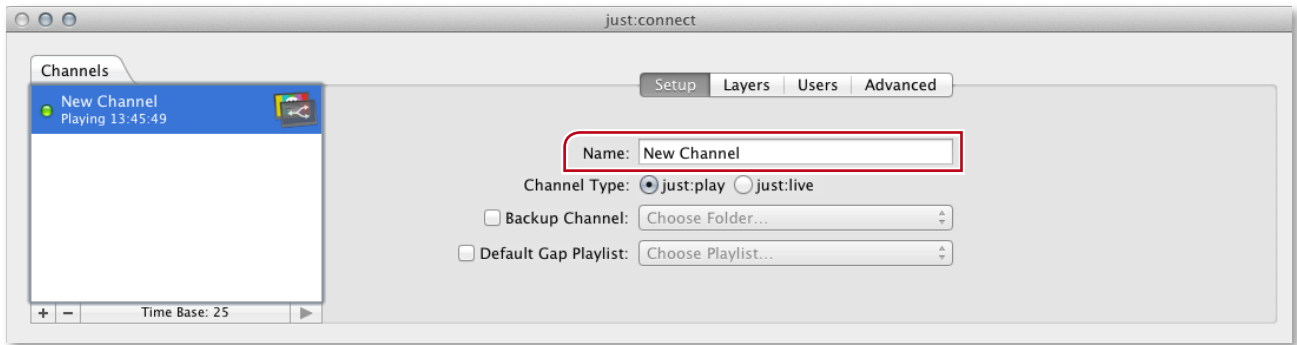 just:connect
Channels
New Channel
Playing 13:45:49
+ − Time Base: 25
Setup Layers Users Advanced
Name: New Channel
Channel Type: just:play just:live
Backup Channel: Choose Folder...
Default Gap Playlist: Choose Playlist...